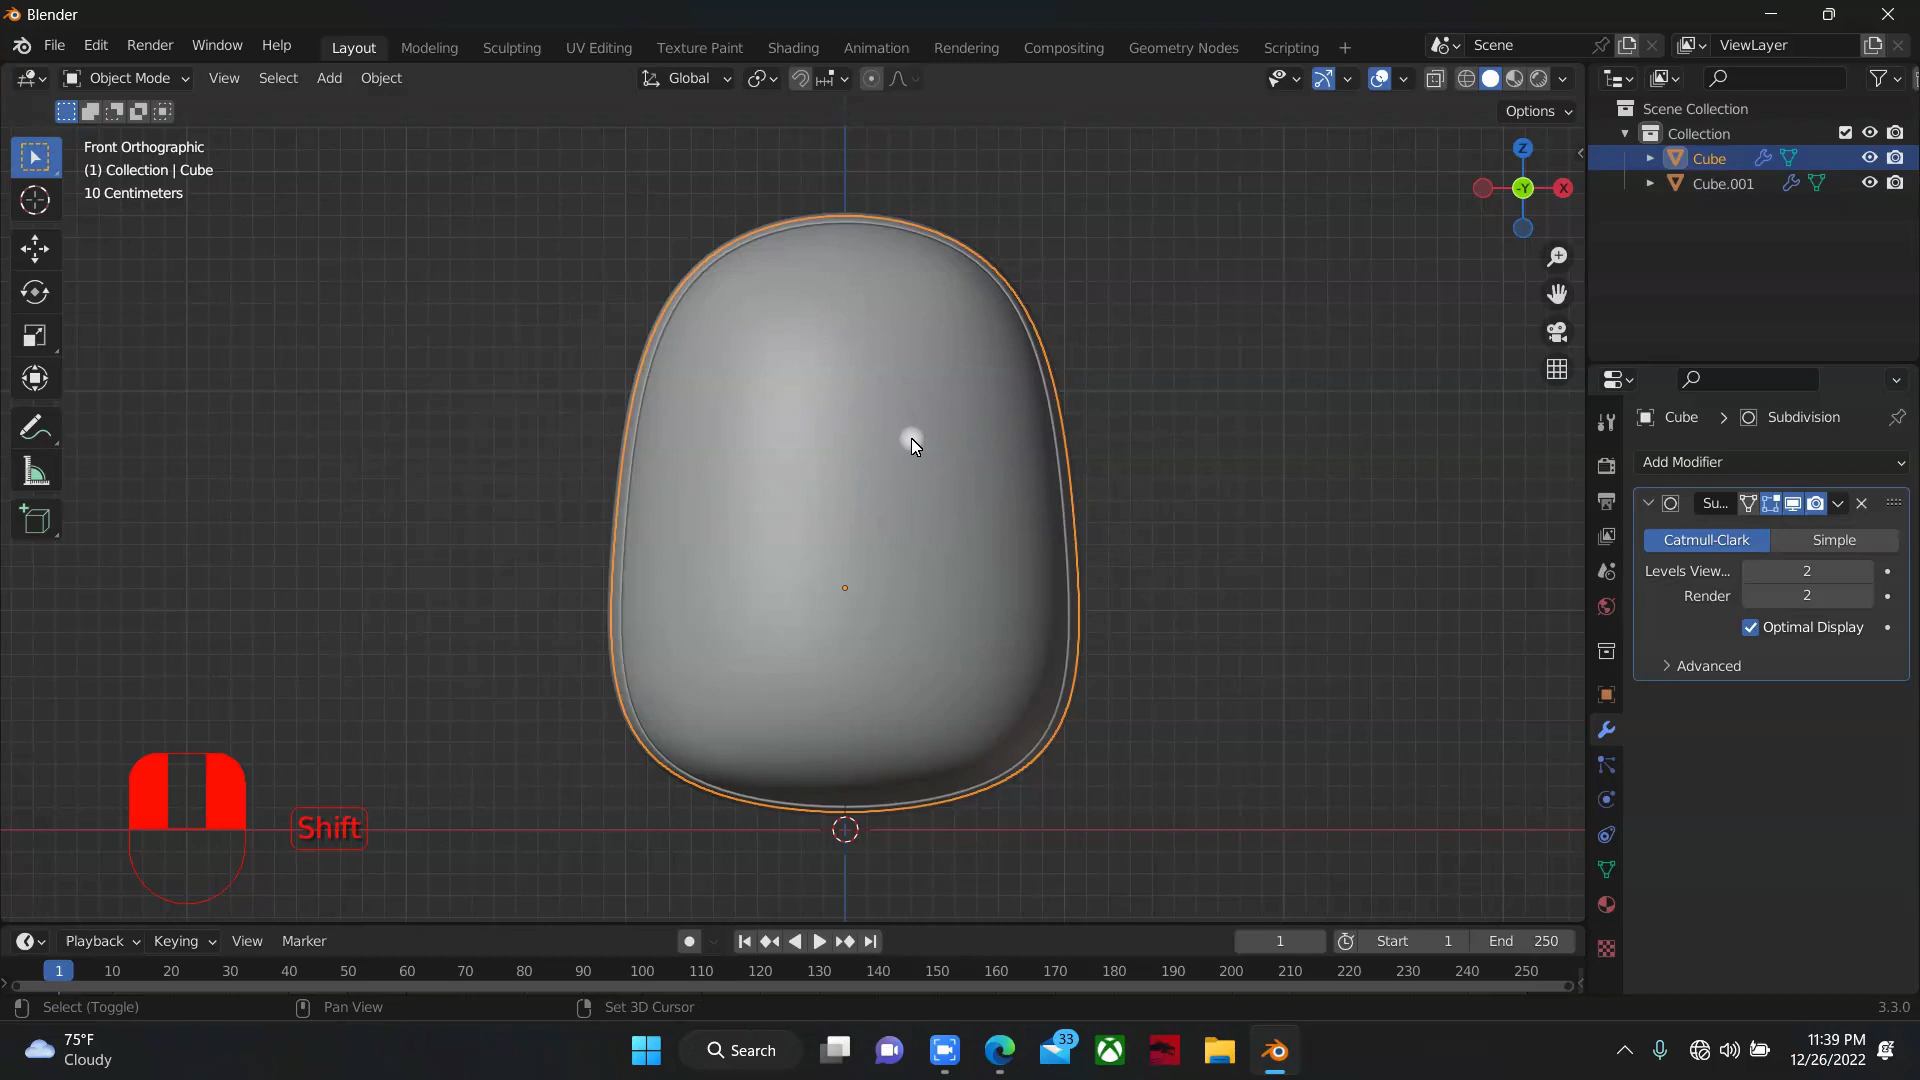 Blender
File Edit Render Window Help Layout Modeling Sculpting UV Editing Texture Paint Shading Animation Rendering Compositing Geometry Nodes Scripting + Scene ViewLayer
Object Mode View Select Add Object Global
Options
Front Orthographic
(1) Collection | Cube
10 Centimeters
Z
-Y X
Scene Collection
Collection
Cube
Cube.001
Cube > Subdivision
Add Modifier
Su...
Catmull-Clark Simple
Levels View... 2
Render 2
Optimal Display
Advanced
Shift
Playback Keying View Marker 1 Start 1 End 250
1 10 20 30 40 50 60 70 80 90 100 110 120 130 140 150 160 170 180 190 200 210 220 230 240 250
Select (Toggle) Pan View Set 3D Cursor 3.3.0
75°F
Cloudy
Search
33
11:39 PM
12/26/2022